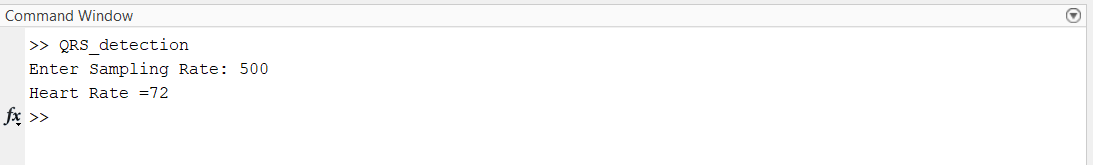 Command Window
>> QRS_detection
Enter Sampling Rate: 500
Heart Rate =72
fx >>